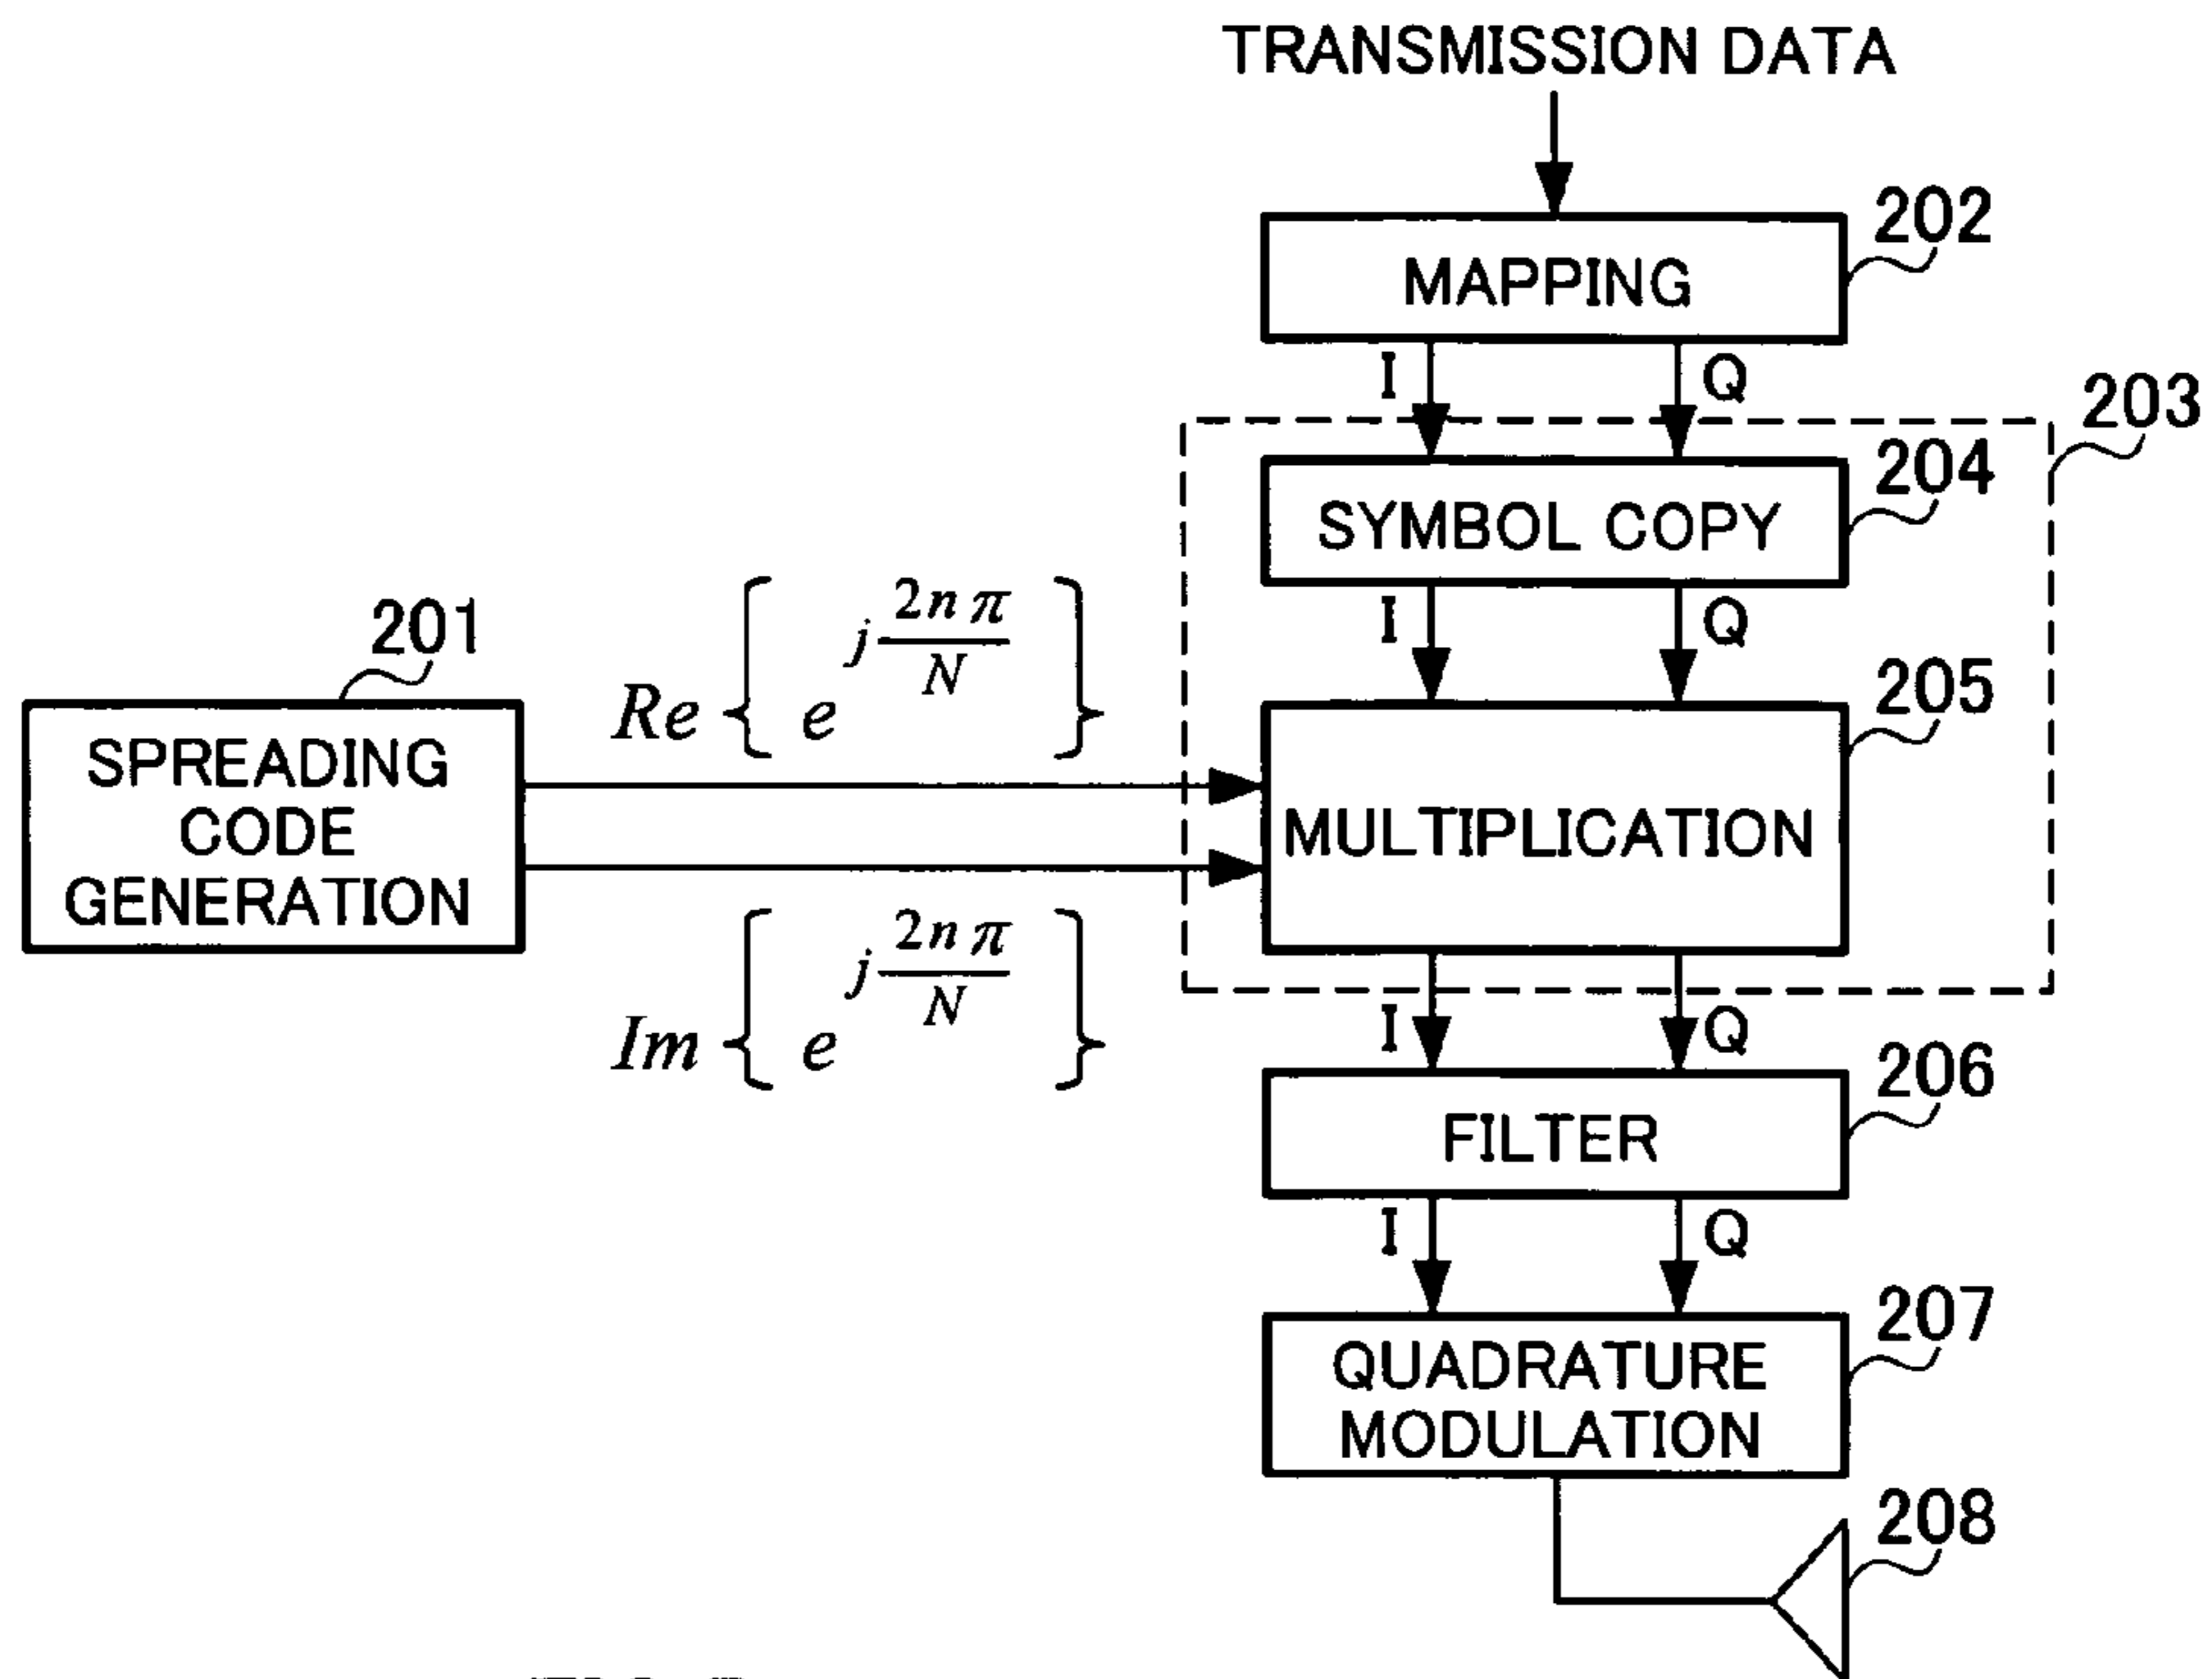 TRANSMISSION DATA
202
MAPPING
I Q
203
204
SYMBOL COPY
I Q
201
SPREADING
CODE
GENERATION
Re { e^{j 2nπ/N} }
Im { e^{j 2nπ/N} }
205
MULTIPLICATION
I Q
206
FILTER
I Q
207
QUADRATURE
MODULATION
208